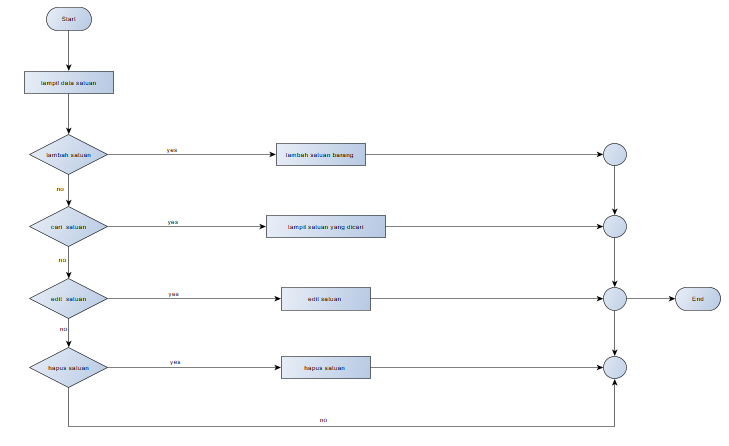 Start
tampil data satuan
tambah satuan
yes
tambah satuan barang
no
cari satuan
yes
tampil satuan yang dicari
no
edit satuan
yes
edit satuan
End
no
hapus satuan
yes
hapus satuan
no